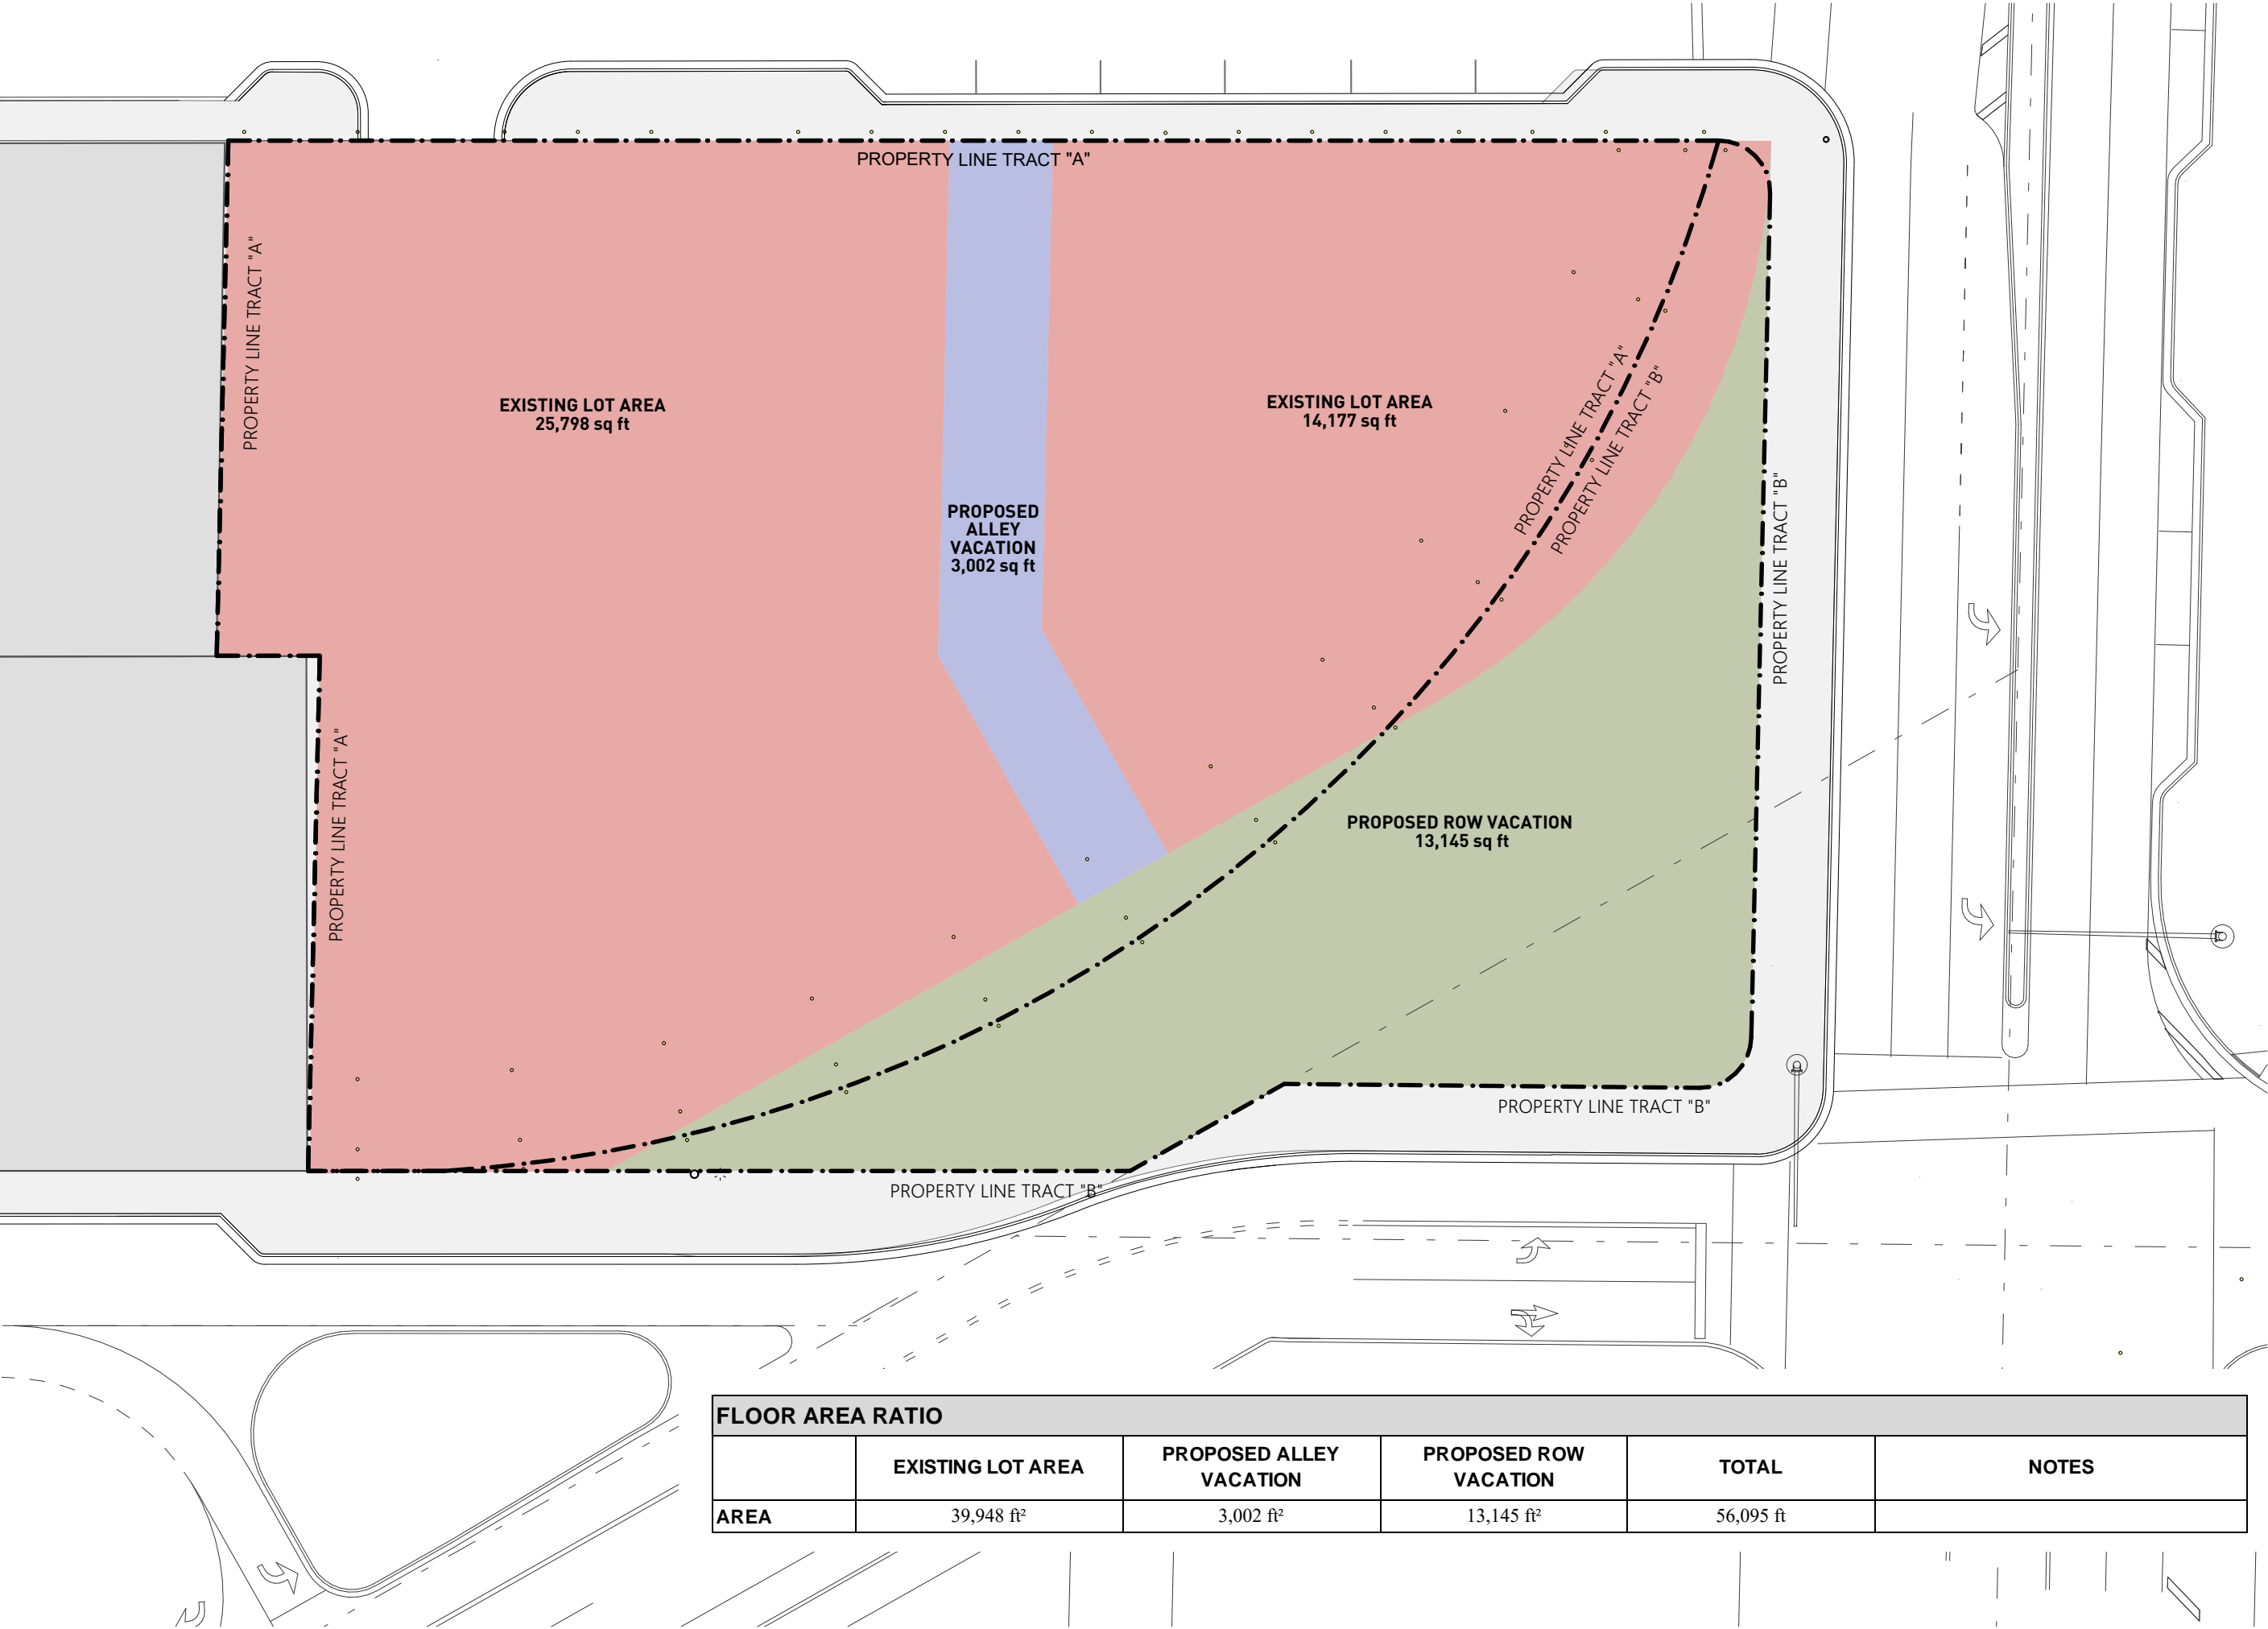 PROPERTY LINE TRACT "A"
PROPERTY LINE TRACT "A"
EXISTING LOT AREA
25,798 sq ft
EXISTING LOT AREA
14,177 sq ft
PROPERTY LINE TRACT "A"
PROPERTY LINE TRACT "B"
PROPERTY LINE TRACT "B"
PROPOSED
ALLEY
VACATION
3,002 sq ft
PROPERTY LINE TRACT "A"
PROPOSED ROW VACATION
13,145 sq ft
PROPERTY LINE TRACT "B"
PROPERTY LINE TRACT "B"
FLOOR AREA RATIO
EXISTING LOT AREA
PROPOSED ALLEY
VACATION
PROPOSED ROW
VACATION
TOTAL
NOTES
AREA
39,948 ft²
3,002 ft²
13,145 ft²
56,095 ft